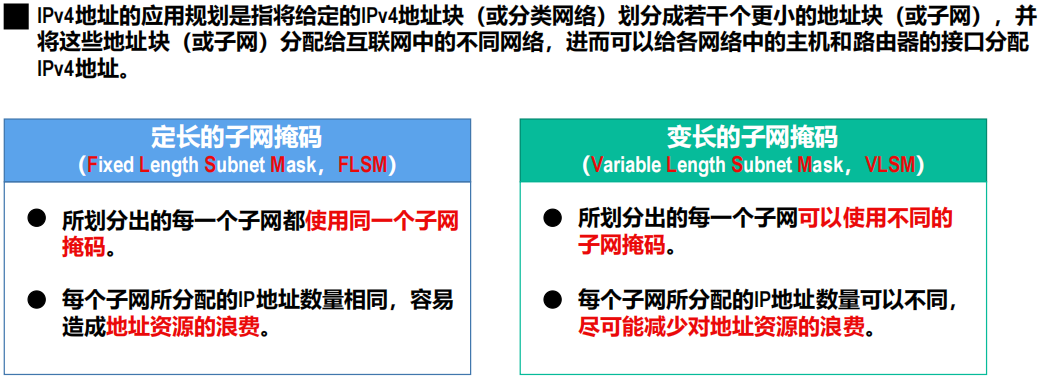 IPv4地址的应用规划是指将给定的IPv4地址块（或分类网络）划分成若干个更小的地址块（或子网），并
将这些地址块（或子网）分配给互联网中的不同网络，进而可以给各网络中的主机和路由器的接口分配
IPv4地址。
定长的子网掩码
（Fixed Length Subnet Mask，FLSM）
所划分出的每一个子网都使用同一个子网
掩码。
每个子网所分配的IP地址数量相同，容易
造成地址资源的浪费。
变长的子网掩码
（Variable Length Subnet Mask，VLSM）
所划分出的每一个子网可以使用不同的
子网掩码。
每个子网所分配的IP地址数量可以不同，
尽可能减少对地址资源的浪费。